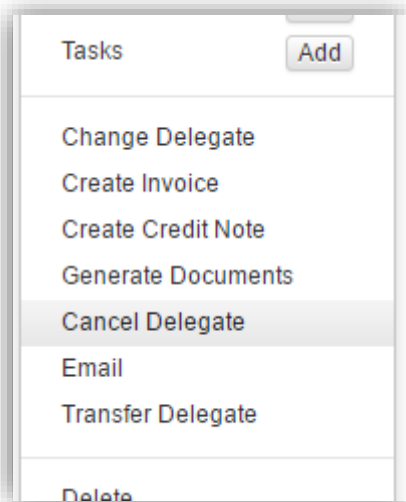 Tasks Add
Change Delegate
Create Invoice
Create Credit Note
Generate Documents
Cancel Delegate
Email
Transfer Delegate
Delete